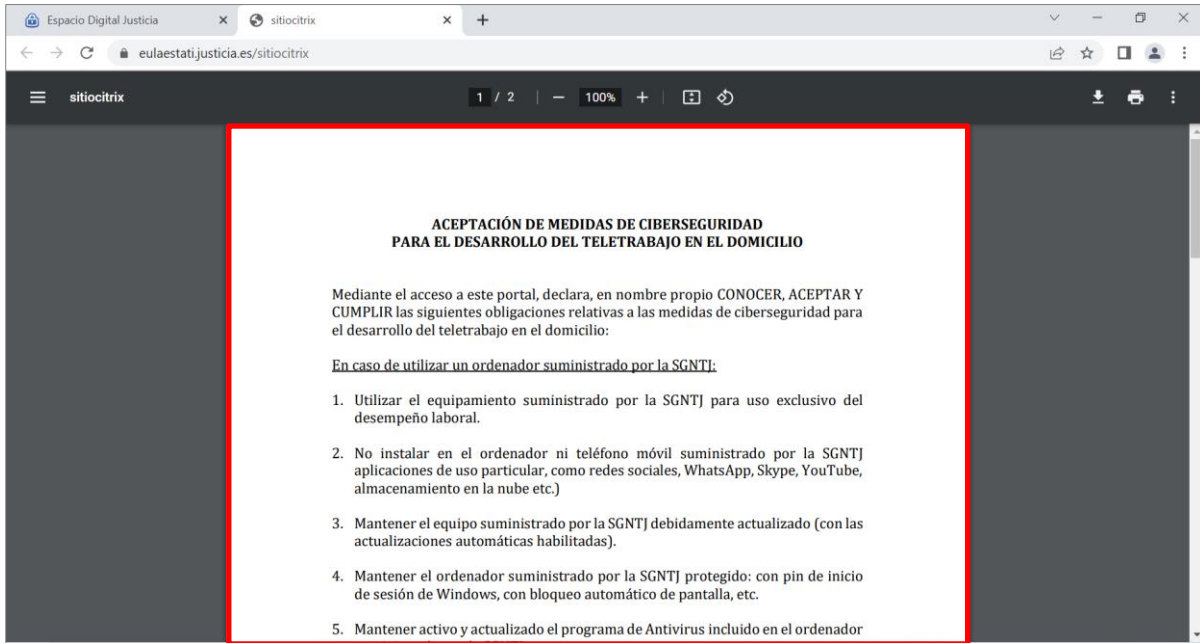 Espacio Digital Justicia
sitiocitrix
eulaestati.justicia.es/sitiocitrix
sitiocitrix
1 / 2
100%
ACEPTACIÓN DE MEDIDAS DE CIBERSEGURIDAD
PARA EL DESARROLLO DEL TELETRABAJO EN EL DOMICILIO
Mediante el acceso a este portal, declara, en nombre propio CONOCER, ACEPTAR Y
CUMPLIR las siguientes obligaciones relativas a las medidas de ciberseguridad para
el desarrollo del teletrabajo en el domicilio:
En caso de utilizar un ordenador suministrado por la SGNTJ:
1. Utilizar el equipamiento suministrado por la SGNTJ para uso exclusivo del
desempeño laboral.
2. No instalar en el ordenador ni teléfono móvil suministrado por la SGNTJ
aplicaciones de uso particular, como redes sociales, WhatsApp, Skype, YouTube,
almacenamiento en la nube etc.)
3. Mantener el equipo suministrado por la SGNTJ debidamente actualizado (con las
actualizaciones automáticas habilitadas).
4. Mantener el ordenador suministrado por la SGNTJ protegido: con pin de inicio
de sesión de Windows, con bloqueo automático de pantalla, etc.
5. Mantener activo y actualizado el programa de Antivirus incluido en el ordenador